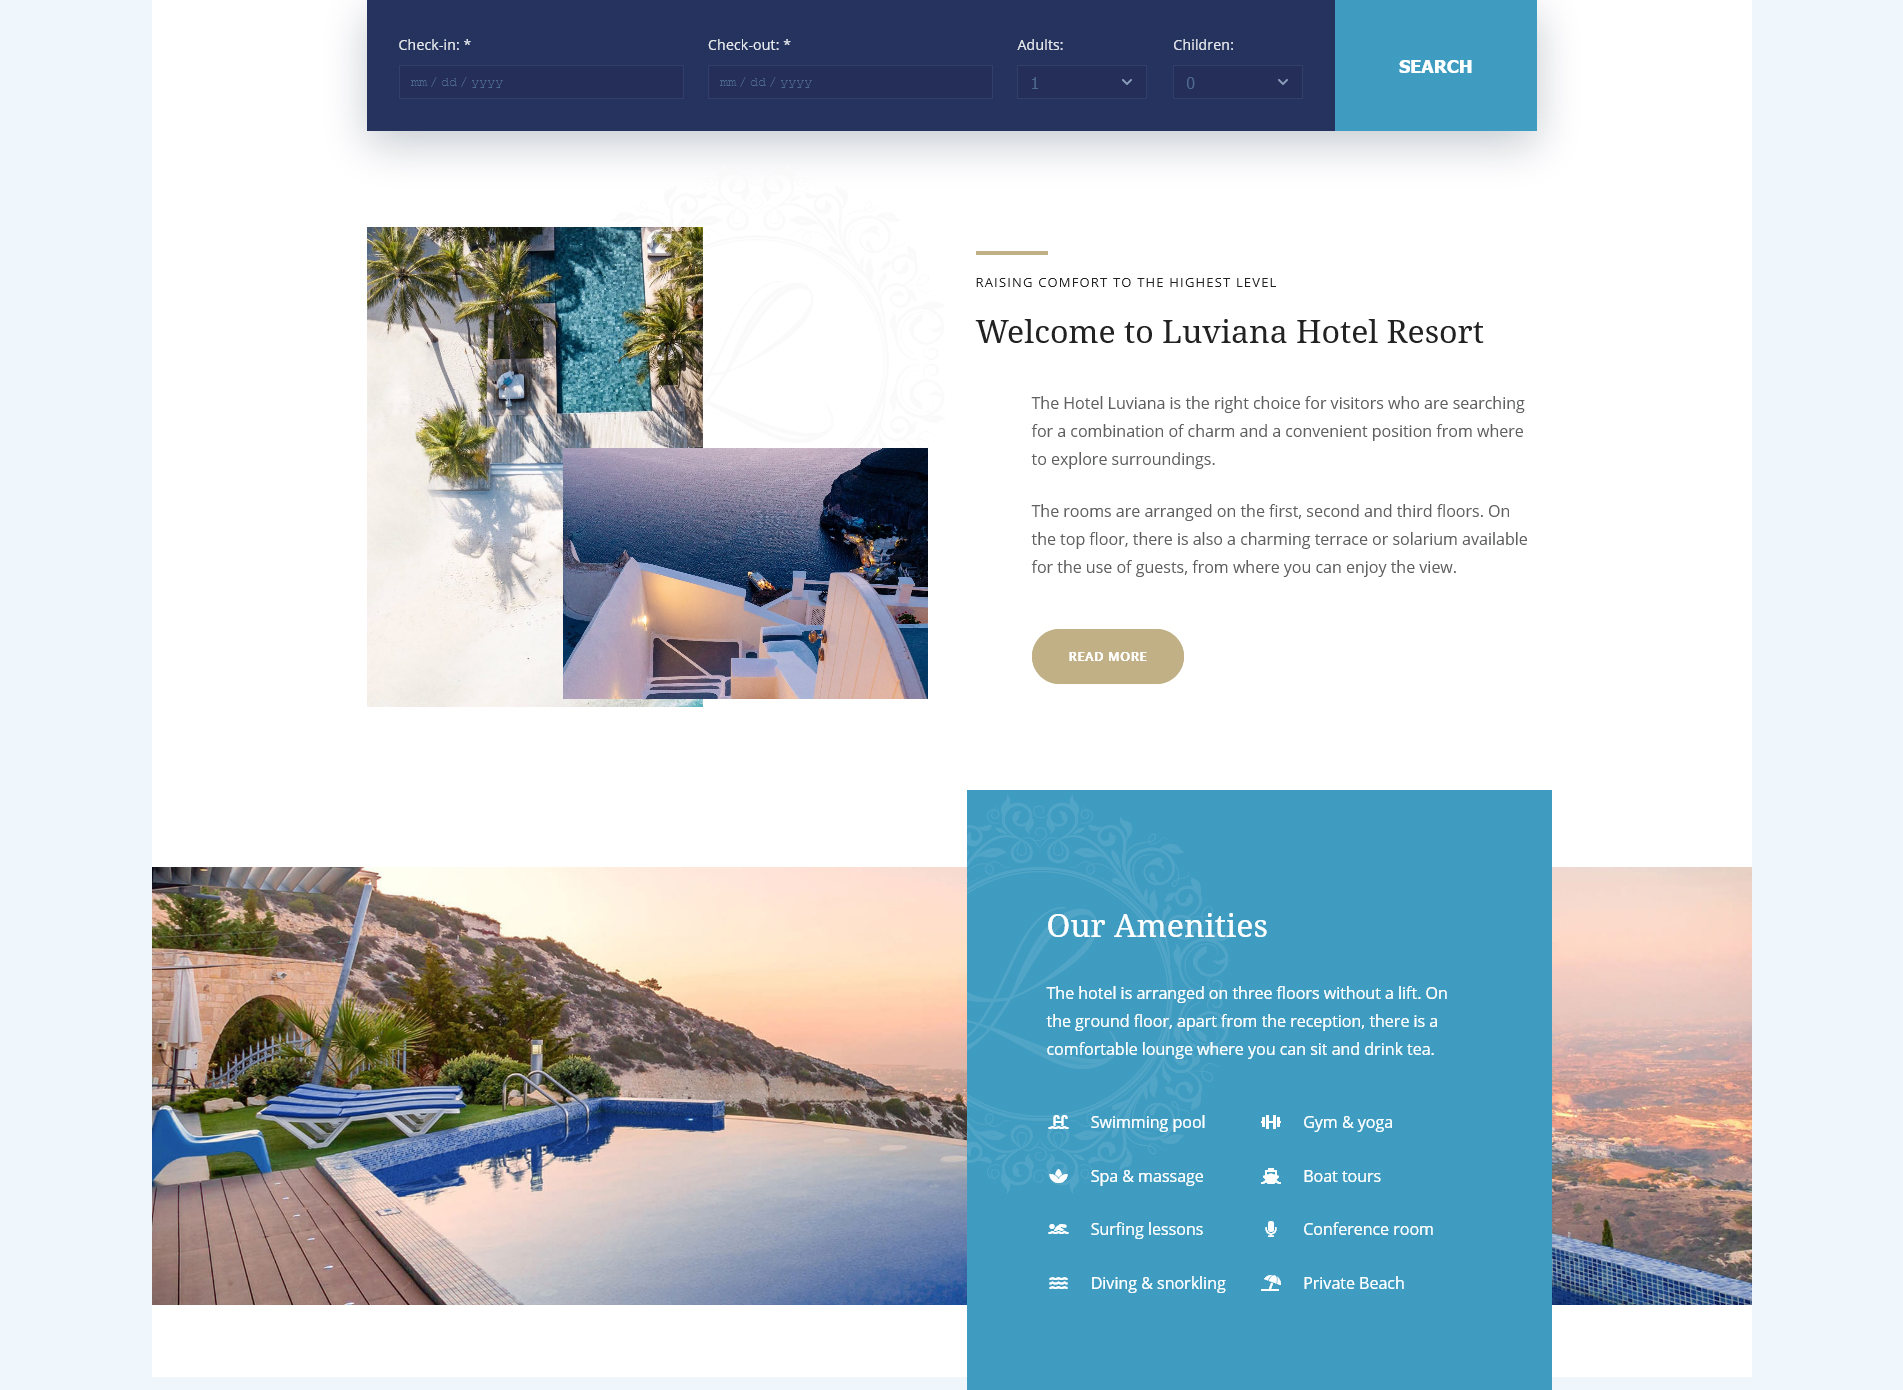 Check-in: *
Check-out: *
Adults:
Children:
mm / dd / yyyy
mm / dd / yyyy
1
0
SEARCH
RAISING COMFORT TO THE HIGHEST LEVEL
Welcome to Luviana Hotel Resort
The Hotel Luviana is the right choice for visitors who are searching
for a combination of charm and a convenient position from where
to explore surroundings.
The rooms are arranged on the first, second and third floors. On
the top floor, there is also a charming terrace or solarium available
for the use of guests, from where you can enjoy the view.
READ MORE
Our Amenities
The hotel is arranged on three floors without a lift. On
the ground floor, apart from the reception, there is a
comfortable lounge where you can sit and drink tea.
Swimming pool
Gym & yoga
Spa & massage
Boat tours
Surfing lessons
Conference room
Diving & snorkling
Private Beach